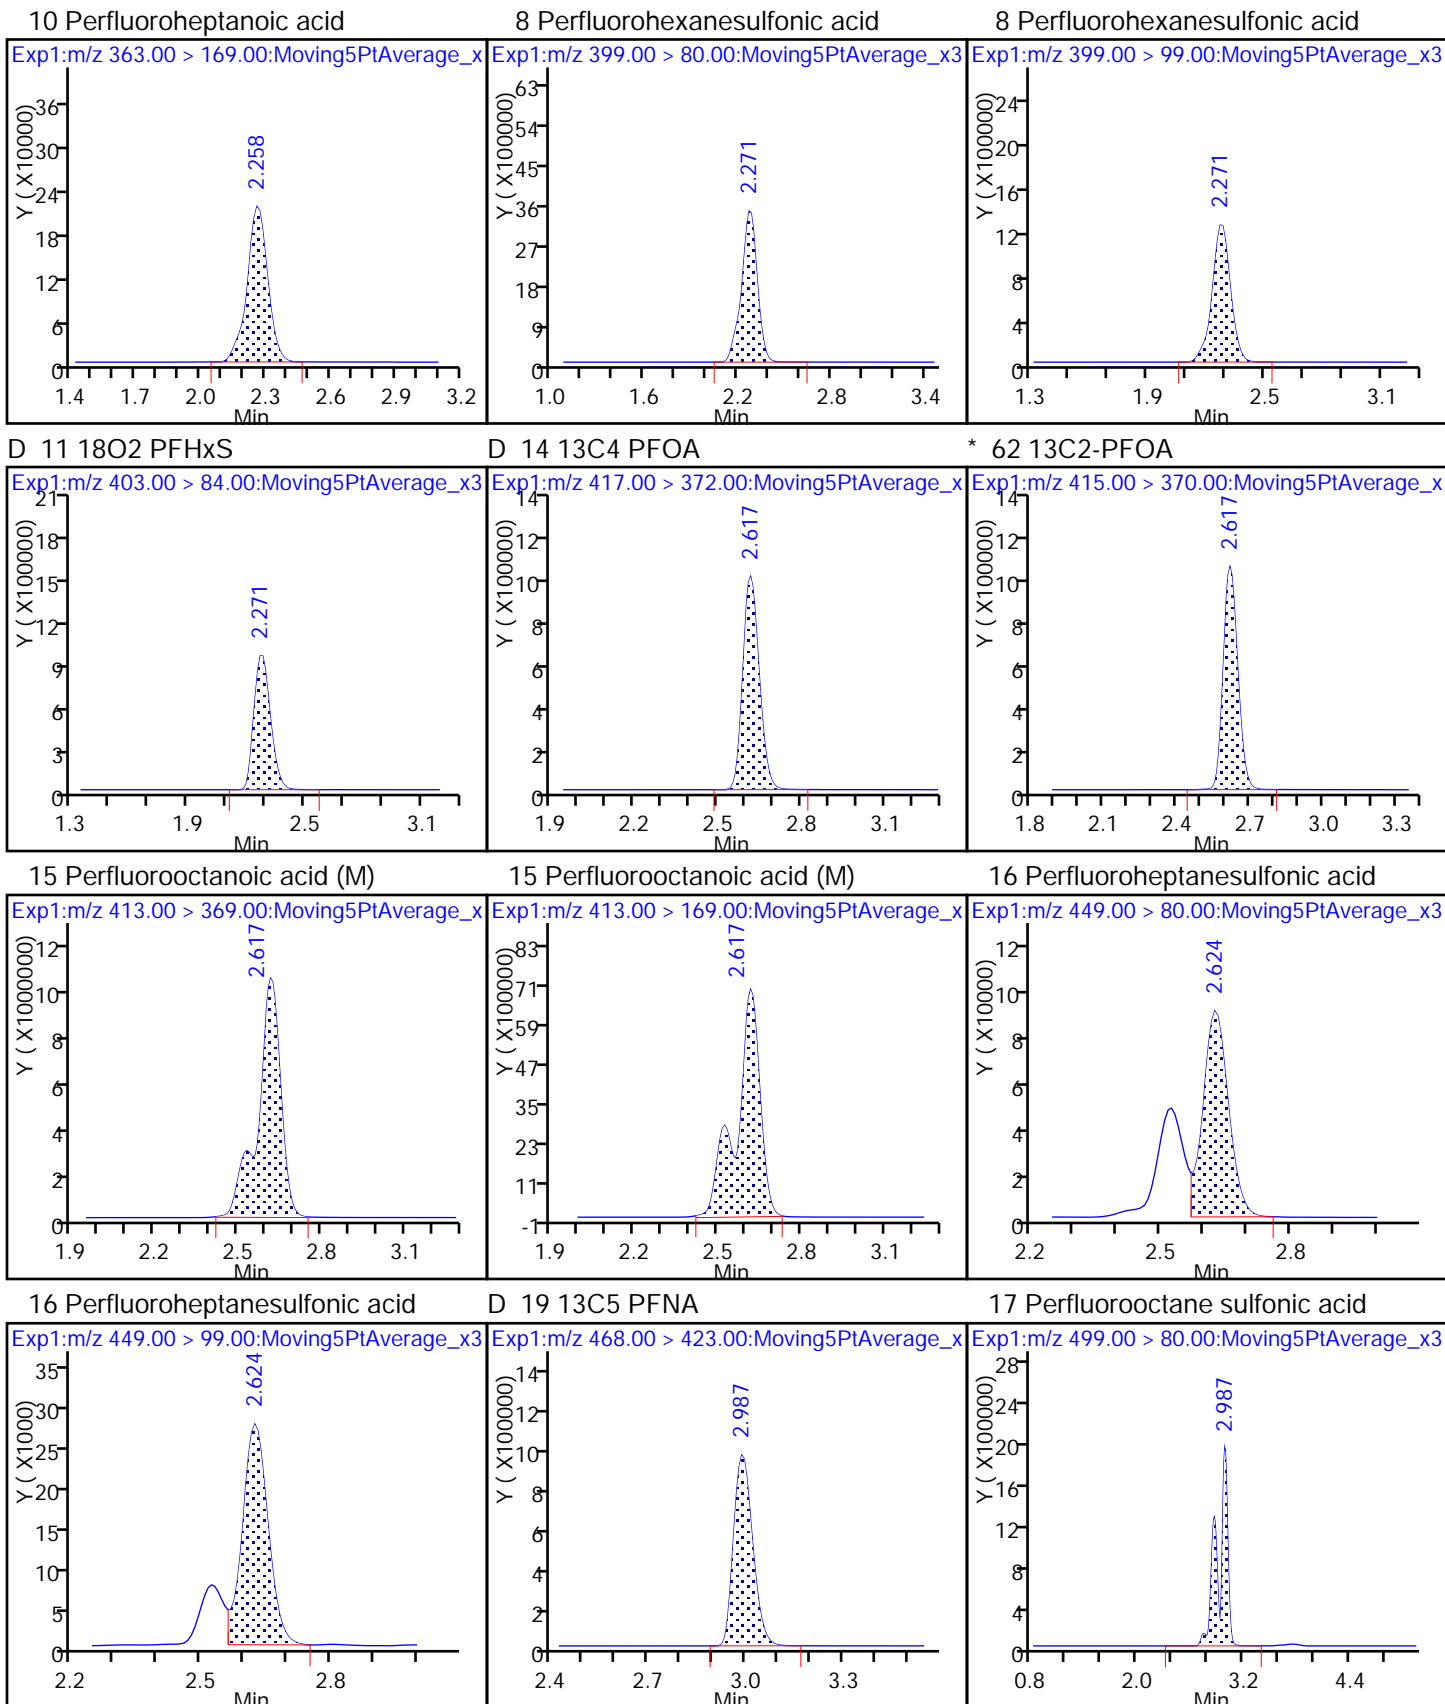 10 Perfluoroheptanoic acid
Exp1:m/z 363.00 > 169.00:Moving5PtAverage_x
Y ( X100000)
36
30
24
18
12
6
0
2.258
1.4 1.7 2.0 2.3 2.6 2.9 3.2
Min
8 Perfluorohexanesulfonic acid
Exp1:m/z 399.00 > 80.00:Moving5PtAverage_x3
Y ( X100000)
63
54
45
36
27
18
9
0
2.271
1.0 1.6 2.2 2.8 3.4
Min
8 Perfluorohexanesulfonic acid
Exp1:m/z 399.00 > 99.00:Moving5PtAverage_x3
Y ( X100000)
24
20
16
12
8
4
0
2.271
1.3 1.9 2.5 3.1
Min
D 11 18O2 PFHxS
Exp1:m/z 403.00 > 84.00:Moving5PtAverage_x3
Y ( X100000)
21
18
15
12
9
6
3
0
2.271
1.3 1.9 2.5 3.1
Min
D 14 13C4 PFOA
Exp1:m/z 417.00 > 372.00:Moving5PtAverage_x
Y ( X100000)
14
12
10
8
6
4
2
0
2.617
1.9 2.2 2.5 2.8 3.1
Min
* 62 13C2-PFOA
Exp1:m/z 415.00 > 370.00:Moving5PtAverage_x
Y ( X100000)
14
12
10
8
6
4
2
0
2.617
1.8 2.1 2.4 2.7 3.0 3.3
Min
15 Perfluorooctanoic acid (M)
Exp1:m/z 413.00 > 369.00:Moving5PtAverage_x
Y ( X1000000)
12
10
8
6
4
2
0
2.617
1.9 2.2 2.5 2.8 3.1
Min
15 Perfluorooctanoic acid (M)
Exp1:m/z 413.00 > 169.00:Moving5PtAverage_x
Y ( X100000)
83
71
59
47
35
23
11
-1
2.617
1.9 2.2 2.5 2.8 3.1
Min
16 Perfluoroheptanesulfonic acid
Exp1:m/z 449.00 > 80.00:Moving5PtAverage_x3
Y ( X100000)
12
10
8
6
4
2
0
2.624
2.2 2.5 2.8
Min
16 Perfluoroheptanesulfonic acid
Exp1:m/z 449.00 > 99.00:Moving5PtAverage_x3
Y ( X1000)
35
30
25
20
15
10
5
0
2.624
2.2 2.5 2.8
Min
D 19 13C5 PFNA
Exp1:m/z 468.00 > 423.00:Moving5PtAverage_x
Y ( X100000)
14
12
10
8
6
4
2
0
2.987
2.4 2.7 3.0 3.3
Min
17 Perfluorooctane sulfonic acid
Exp1:m/z 499.00 > 80.00:Moving5PtAverage_x3
Y ( X1000000)
28
24
20
16
12
8
4
0
2.987
0.8 2.0 3.2 4.4
Min